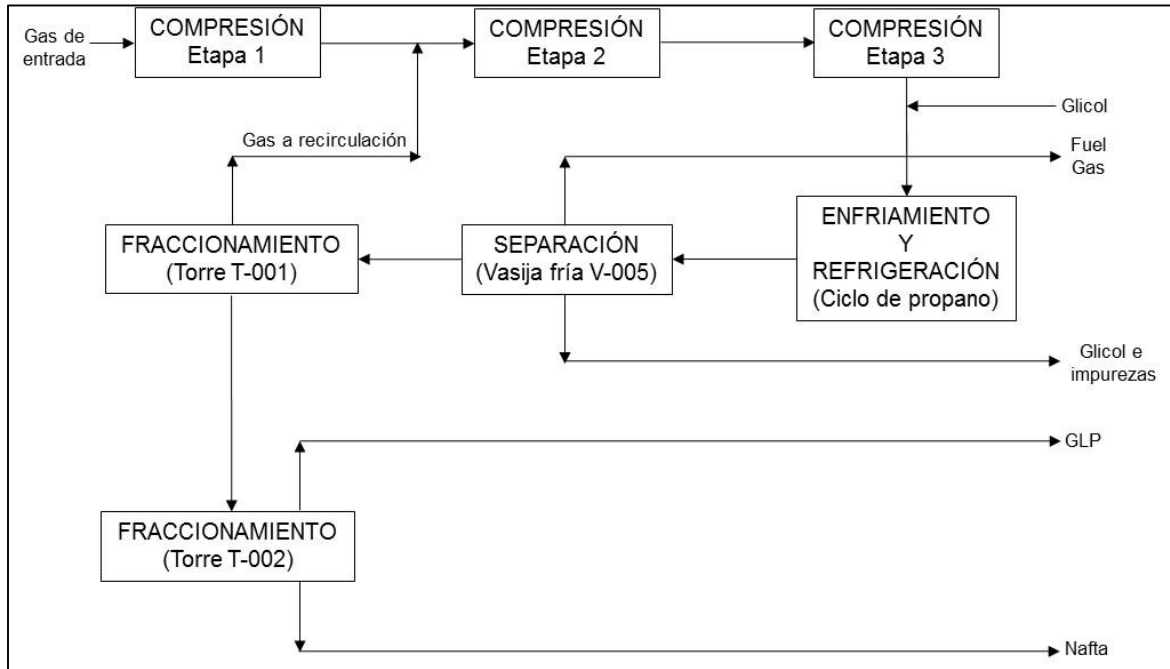 Gas de
entrada
COMPRESIÓN
Etapa 1
COMPRESIÓN
Etapa 2
COMPRESIÓN
Etapa 3
Glicol
Gas a recirculación
Fuel
Gas
FRACCIONAMIENTO
(Torre T-001)
SEPARACIÓN
(Vasija fría V-005)
ENFRIAMIENTO
Y
REFRIGERACIÓN
(Ciclo de propano)
Glicol e
impurezas
GLP
FRACCIONAMIENTO
(Torre T-002)
Nafta